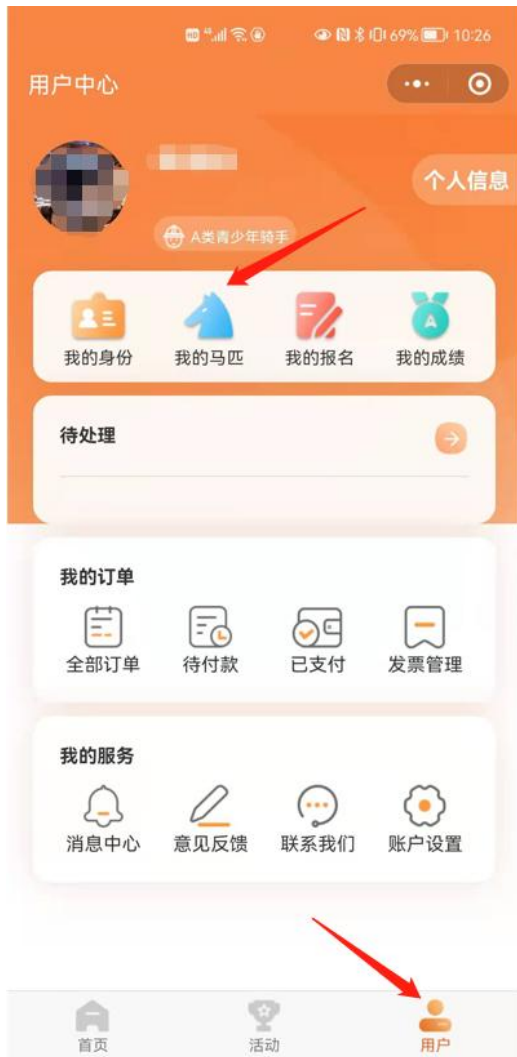 HD 69% 10:26
用户中心
个人信息
A类青少年骑手
我的身份 我的马匹 我的报名 我的成绩
待处理
我的订单
全部订单 待付款 已支付 发票管理
我的服务
消息中心 意见反馈 联系我们 账户设置
首页 活动 用户